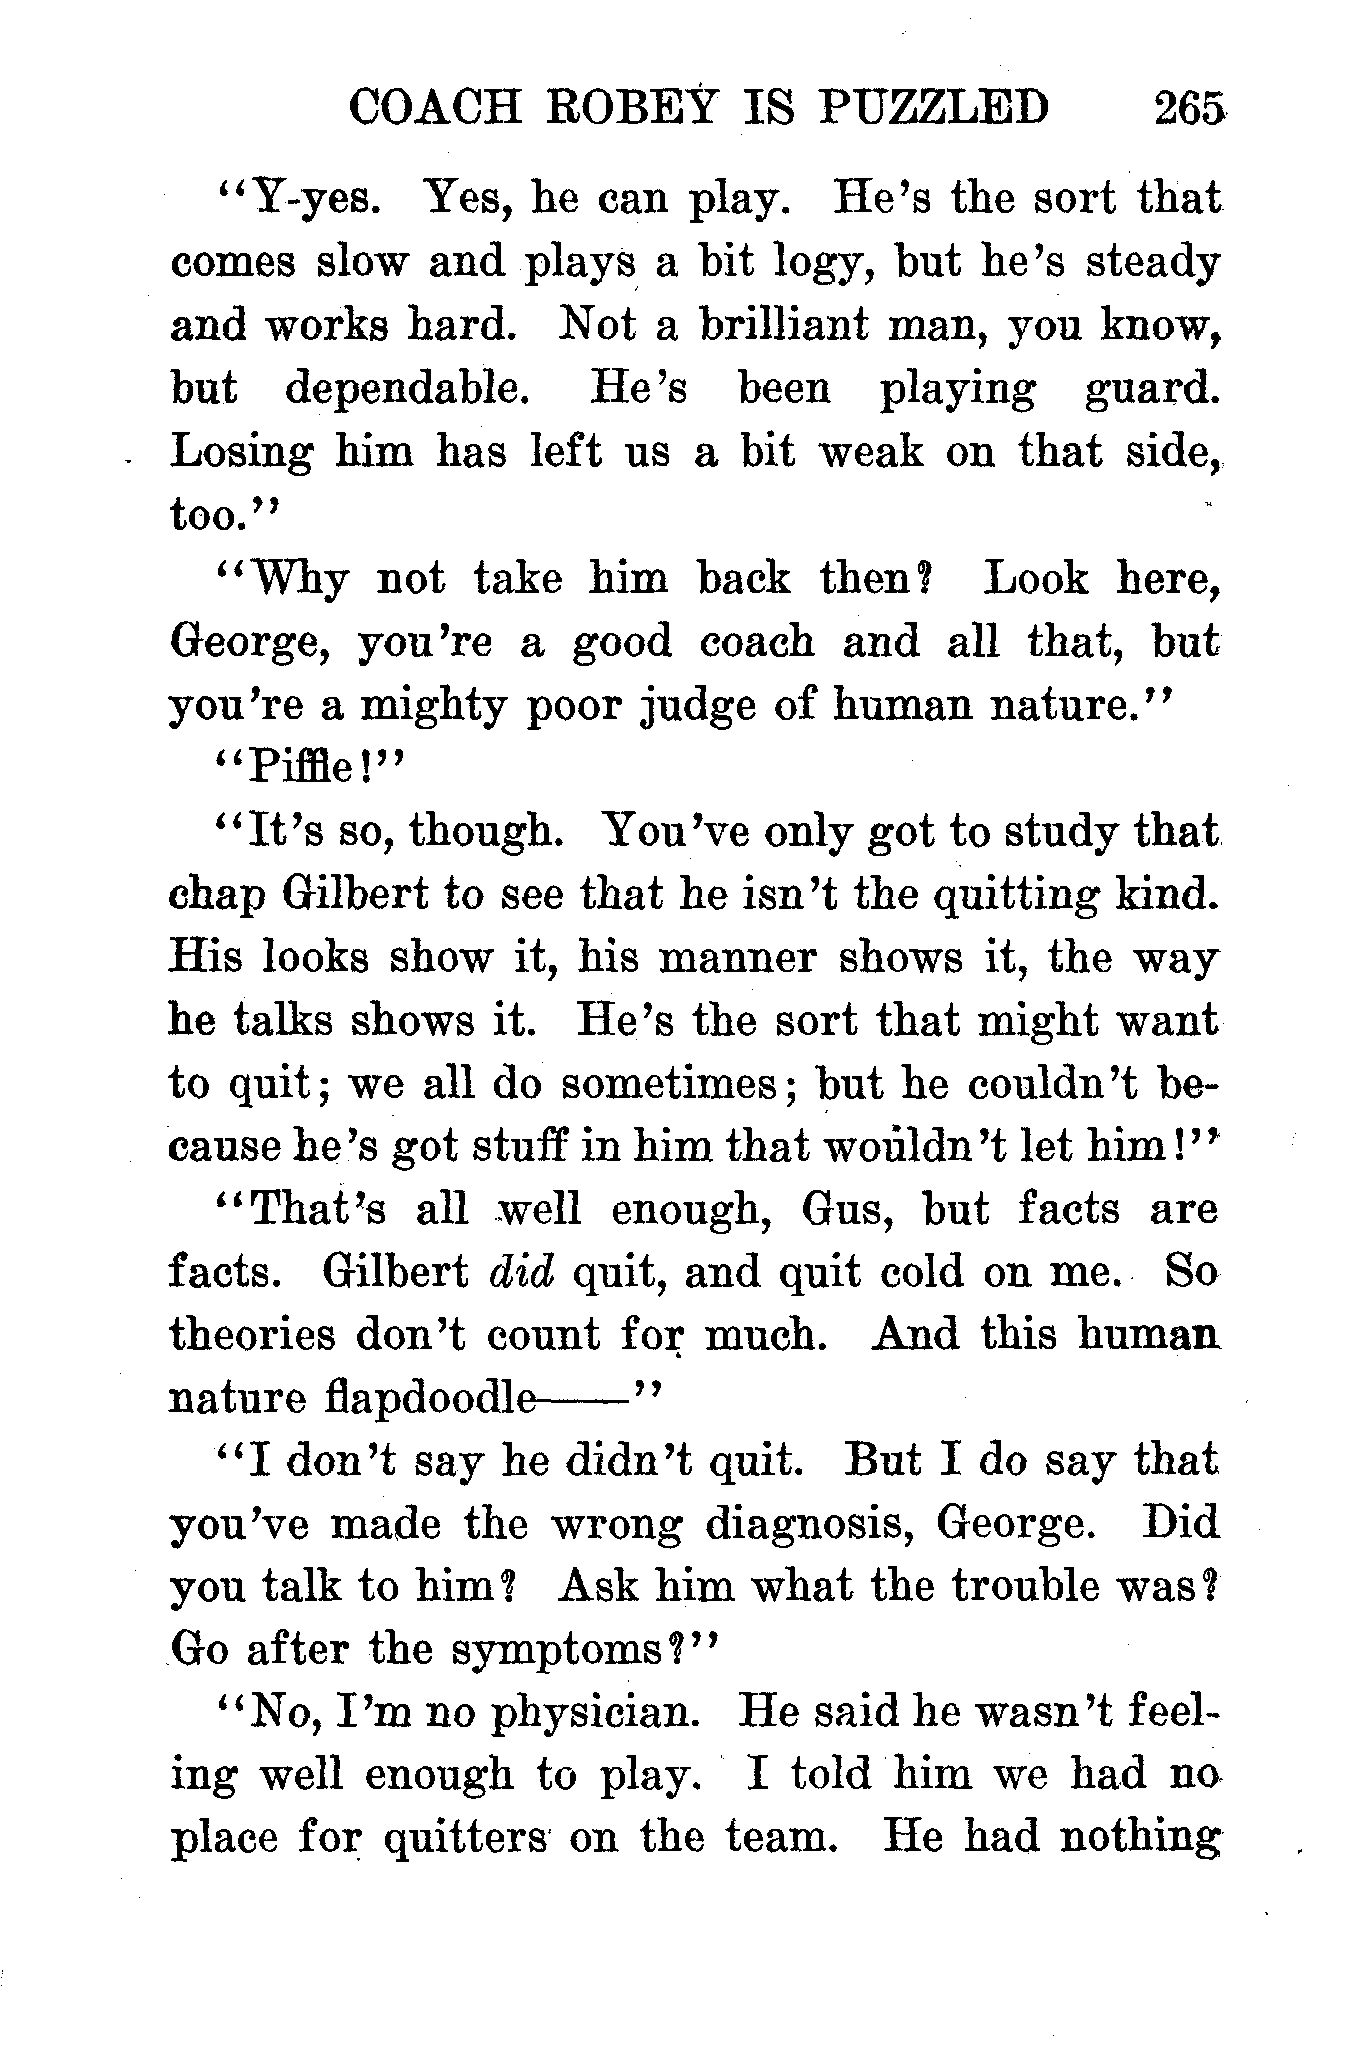 COACH ROBEY IS PUZZLED 265
"Y-yes. Yes, he can play. He's the sort that
comes slow and plays a bit logy, but he's steady
and works hard. Not a brilliant man, you know,
but dependable. He's been playing guard.
Losing him has left us a bit weak on that side,
too."
"Why not take him back then? Look here,
George, you're a good coach and all that, but
you're a mighty poor judge of human nature."
"Piffle!"
"It's so, though. You've only got to study that
chap Gilbert to see that he isn't the quitting kind.
His looks show it, his manner shows it, the way
he talks shows it. He's the sort that might want
to quit; we all do sometimes; but he couldn't be-
cause he's got stuff in him that wouldn't let him!"
"That's all well enough, Gus, but facts are
facts. Gilbert did quit, and quit cold on me. So
theories don't count for much. And this human
nature flapdoodle——"
"I don't say he didn't quit. But I do say that
you've made the wrong diagnosis, George. Did
you talk to him? Ask him what the trouble was?
Go after the symptoms?"
"No, I'm no physician. He said he wasn't feel-
ing well enough to play. I told him we had no
place for quitters on the team. He had nothing